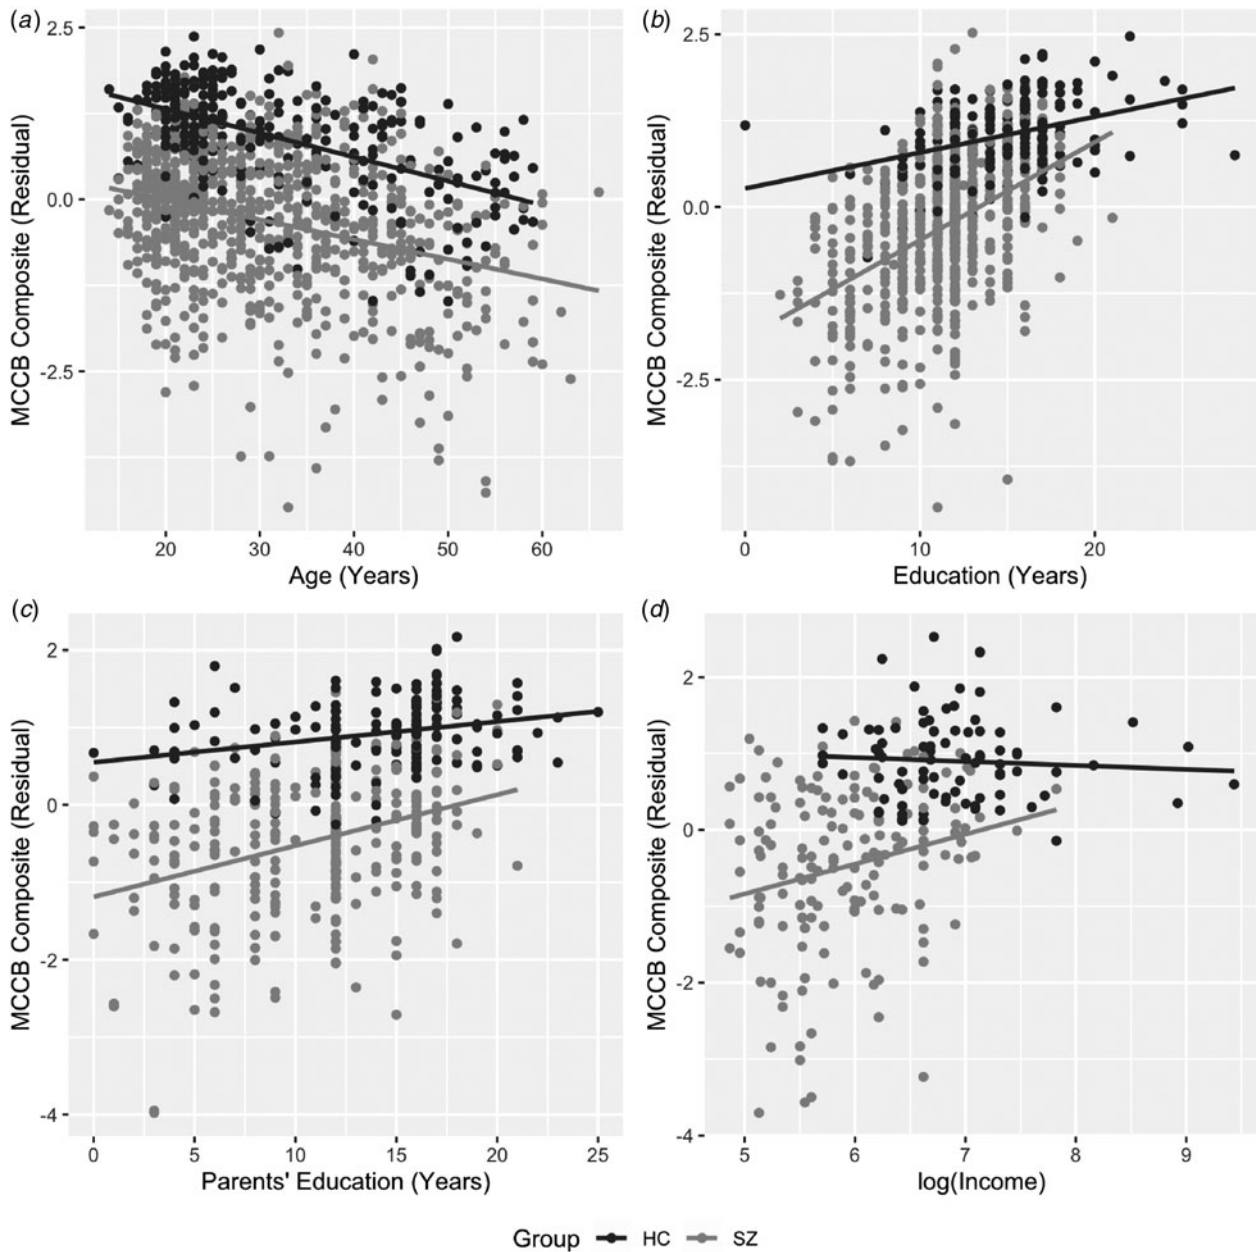 (a)
2.5
0.0
-2.5
MCCB Composite (Residual)
20 30 40 50 60
Age (Years)
(b)
2.5
0.0
-2.5
MCCB Composite (Residual)
0 10 20
Education (Years)
(c)
2
0
-2
-4
MCCB Composite (Residual)
0 5 10 15 20 25
Parents' Education (Years)
(d)
2
0
-2
-4
MCCB Composite (Residual)
5 6 7 8 9
log(Income)
Group HC SZ